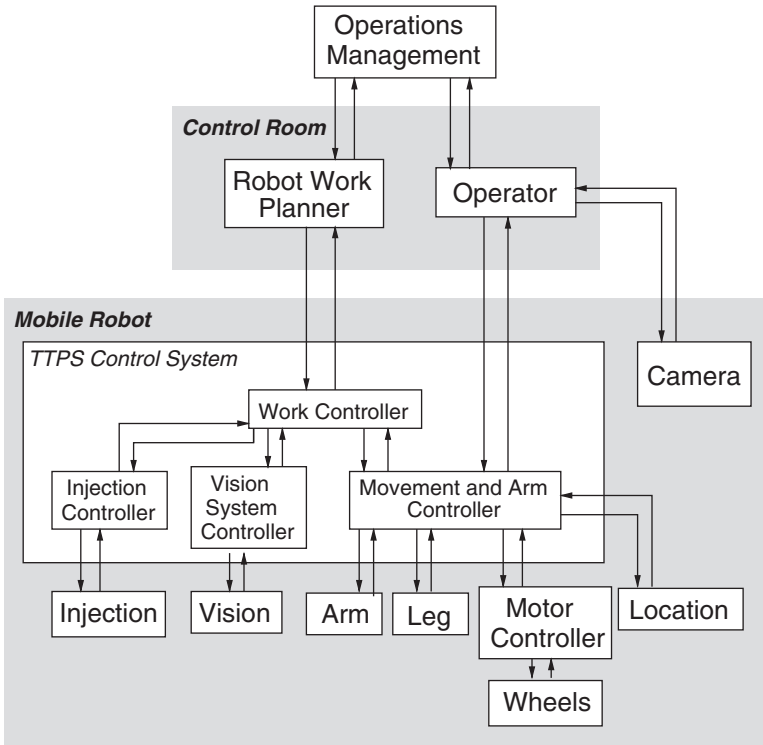 Operations
Management
Control Room
Robot Work
Planner
Operator
Mobile Robot
TTPS Control System
Camera
Work Controller
Injection
Controller
Vision
System
Controller
Movement and Arm
Controller
Injection
Vision
Arm
Leg
Motor
Controller
Location
Wheels